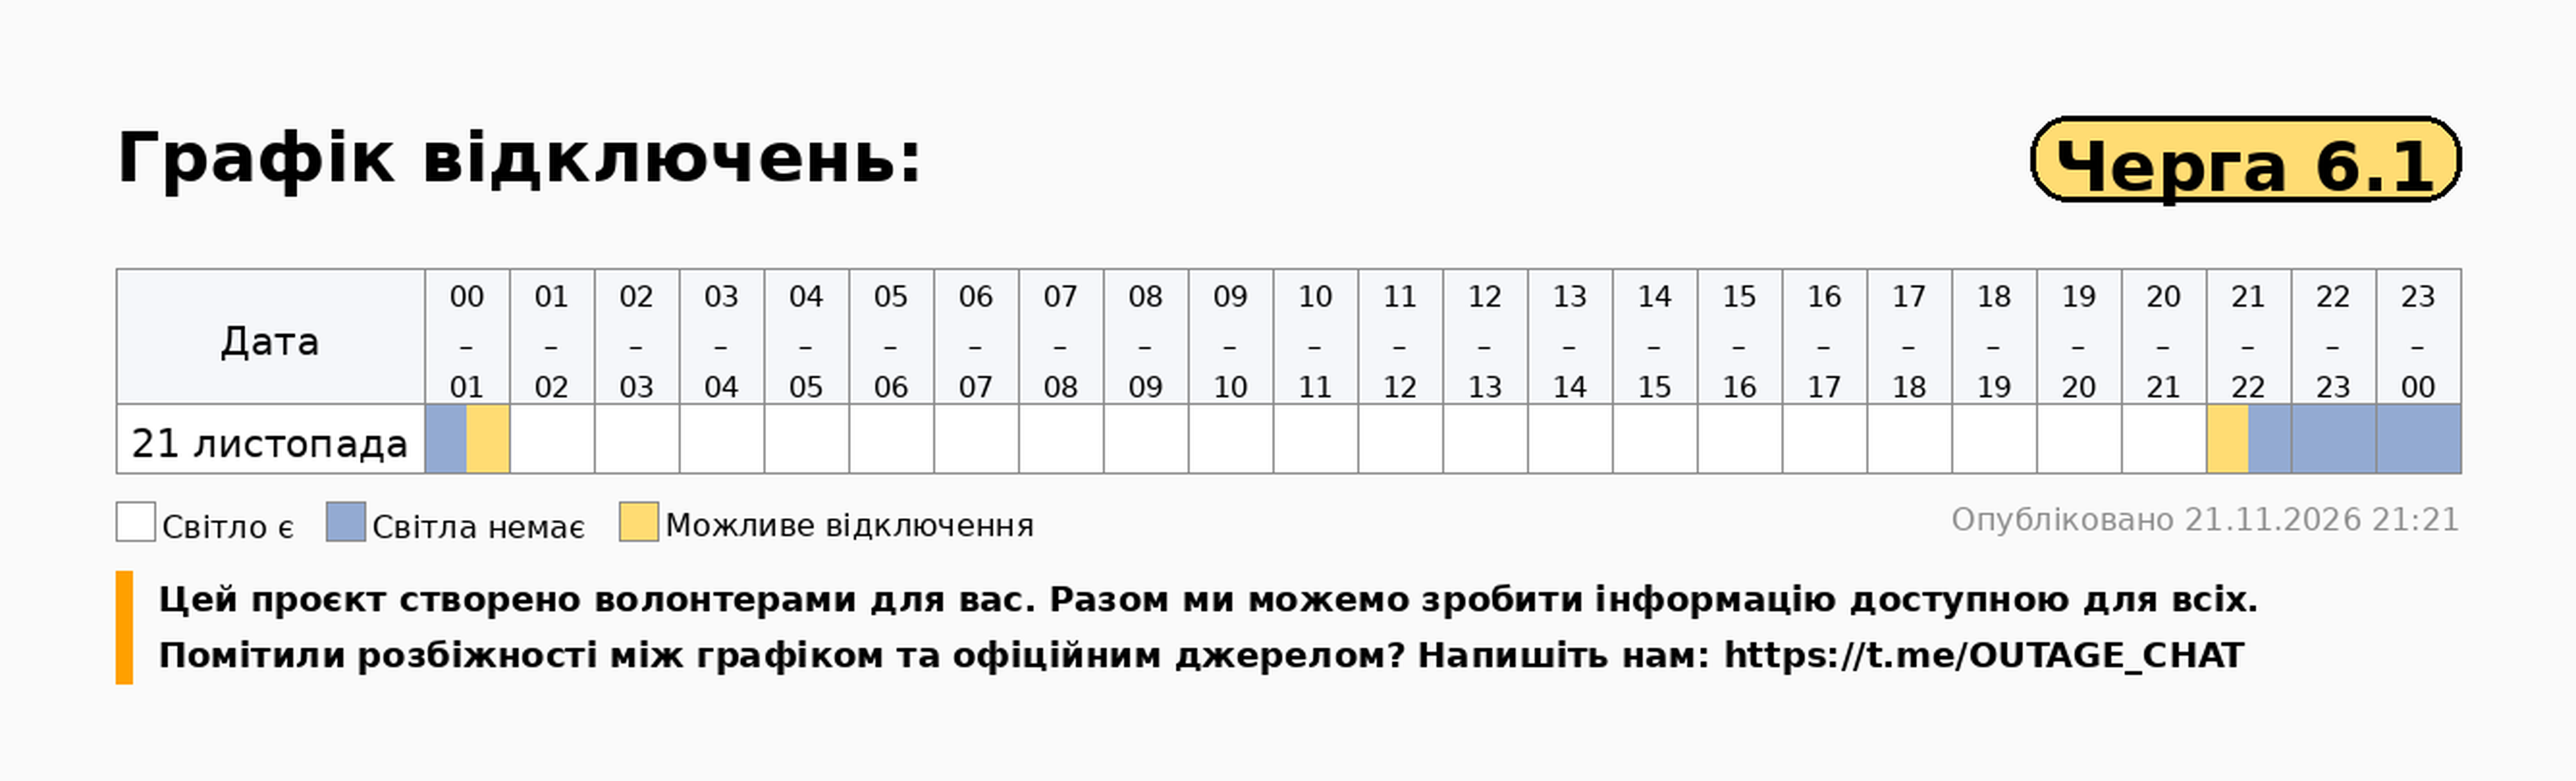 Графік відключень:
Черга 6.1
Дата
00 – 01
01 – 02
02 – 03
03 – 04
04 – 05
05 – 06
06 – 07
07 – 08
08 – 09
09 – 10
10 – 11
11 – 12
12 – 13
13 – 14
14 – 15
15 – 16
16 – 17
17 – 18
18 – 19
19 – 20
20 – 21
21 – 22
22 – 23
23 – 00
21 листопада
Світло є
Світла немає
Можливе відключення
Опубліковано 21.11.2026 21:21
Цей проєкт створено волонтерами для вас. Разом ми можемо зробити інформацію доступною для всіх.
Помітили розбіжності між графіком та офіційним джерелом? Напишіть нам: https://t.me/OUTAGE_CHAT